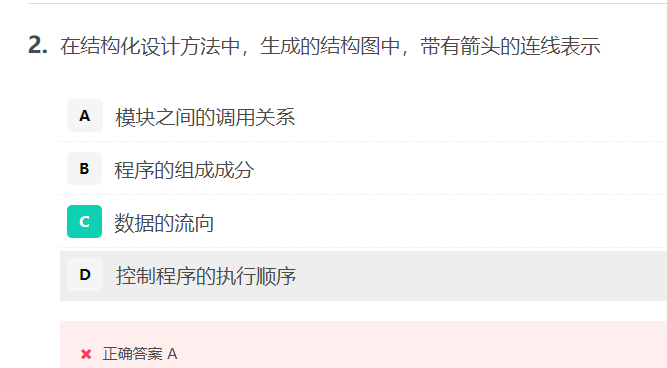 2. 在结构化设计方法中，生成的结构图中，带有箭头的连线表示
A 模块之间的调用关系
B 程序的组成成分
C 数据的流向
D 控制程序的执行顺序
✖ 正确答案 A